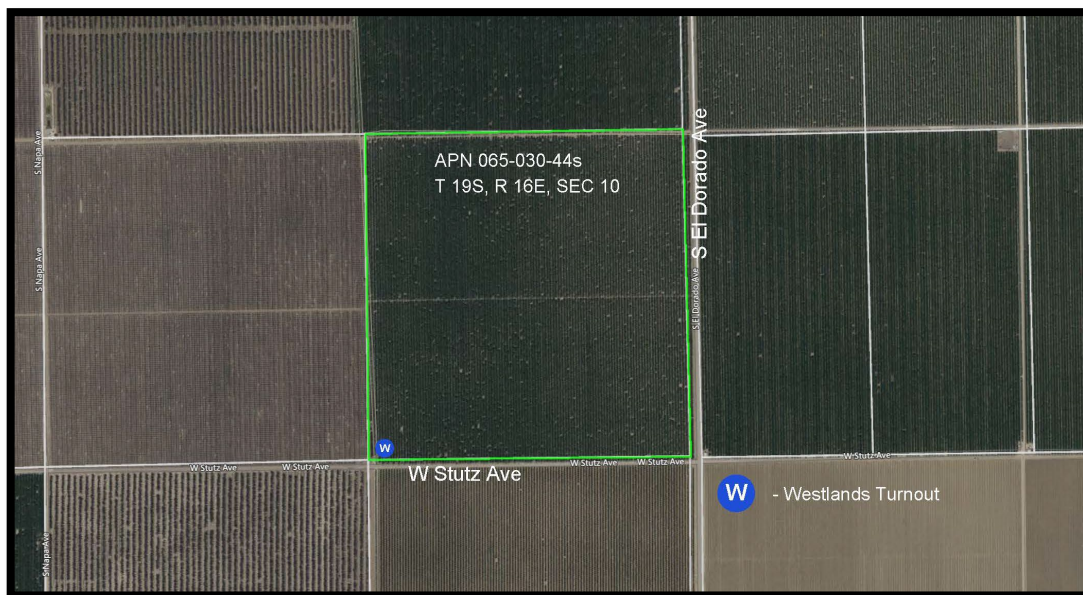 APN 065-030-44s
T 19S, R 16E, SEC 10
S El Dorado Ave
S Napa Ave
S Napa Ave
S El Dorado Ave
W
W Stutz Ave
W Stutz Ave
W Stutz Ave
W Stutz Ave
W Stutz Ave
W Stutz Ave
W - Westlands Turnout
S Napa Ave